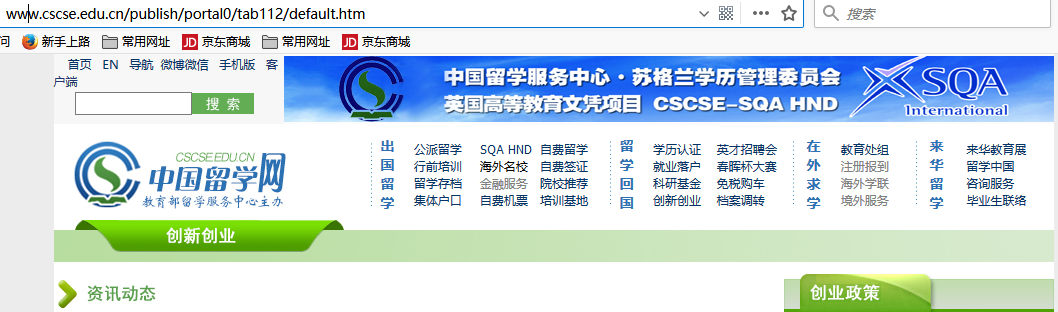 www.cscse.edu.cn/publish/portal0/tab112/default.htm
搜索
问 新手上路 常用网址 JD 京东商城 常用网址 JD 京东商城
首页 EN 导航 微博微信 手机版 客
户端
搜 索
中国留学服务中心·苏格兰学历管理委员会
英国高等教育文凭项目 CSCSE-SQA HND
SQA
International
CSCSE.EDU.CN
中国留学网
教育部留学服务中心主办
出国留学
公派留学 SQA HND 自费留学
行前培训 海外名校 自费签证
留学存档 金融服务 院校推荐
集体户口 自费机票 培训基地
留学回国
学历认证 英才招聘会
就业落户 春晖杯大赛
科研基金 免税购车
创新创业 档案调转
在外求学
教育处组
注册报到
海外学联
境外服务
来华留学
来华教育展
留学中国
咨询服务
毕业生联络
创新创业
资讯动态
创业政策